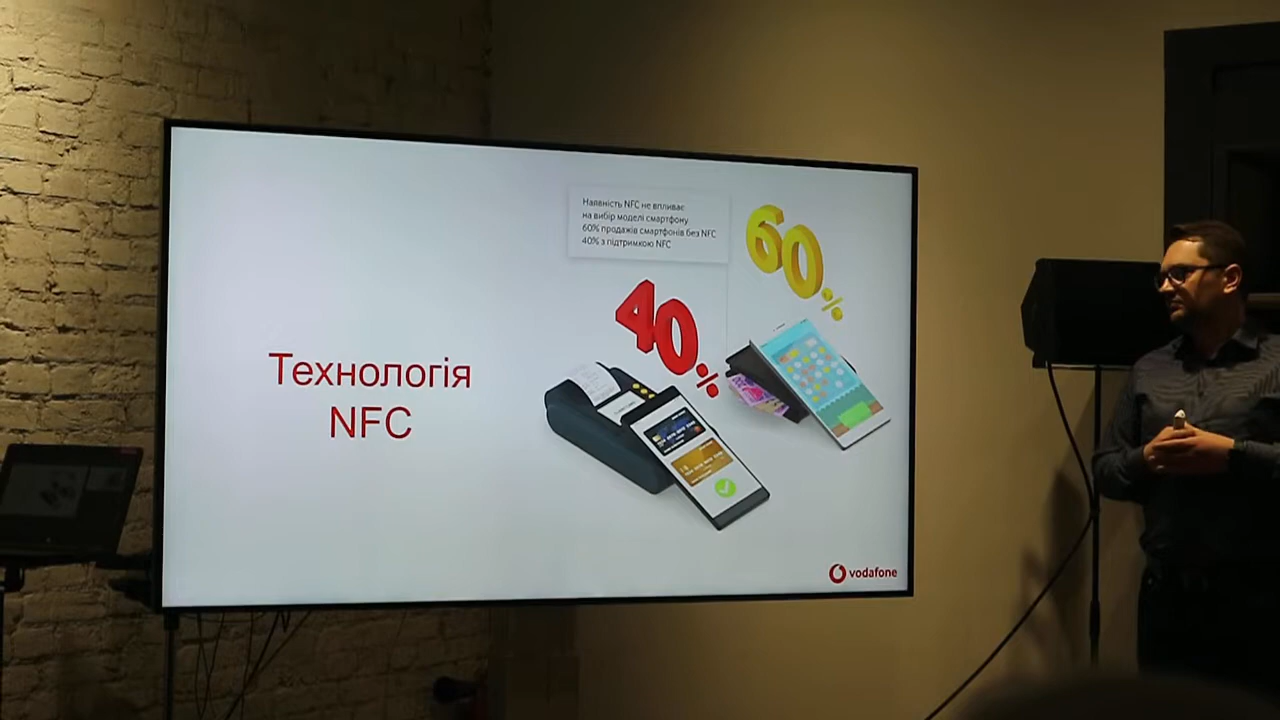 Наявність NFC не впливає
на вибір моделі смартфону
60% продажів смартфонів без NFC
40% з підтримкою NFC
60%
40%
Технологія
NFC
vodafone